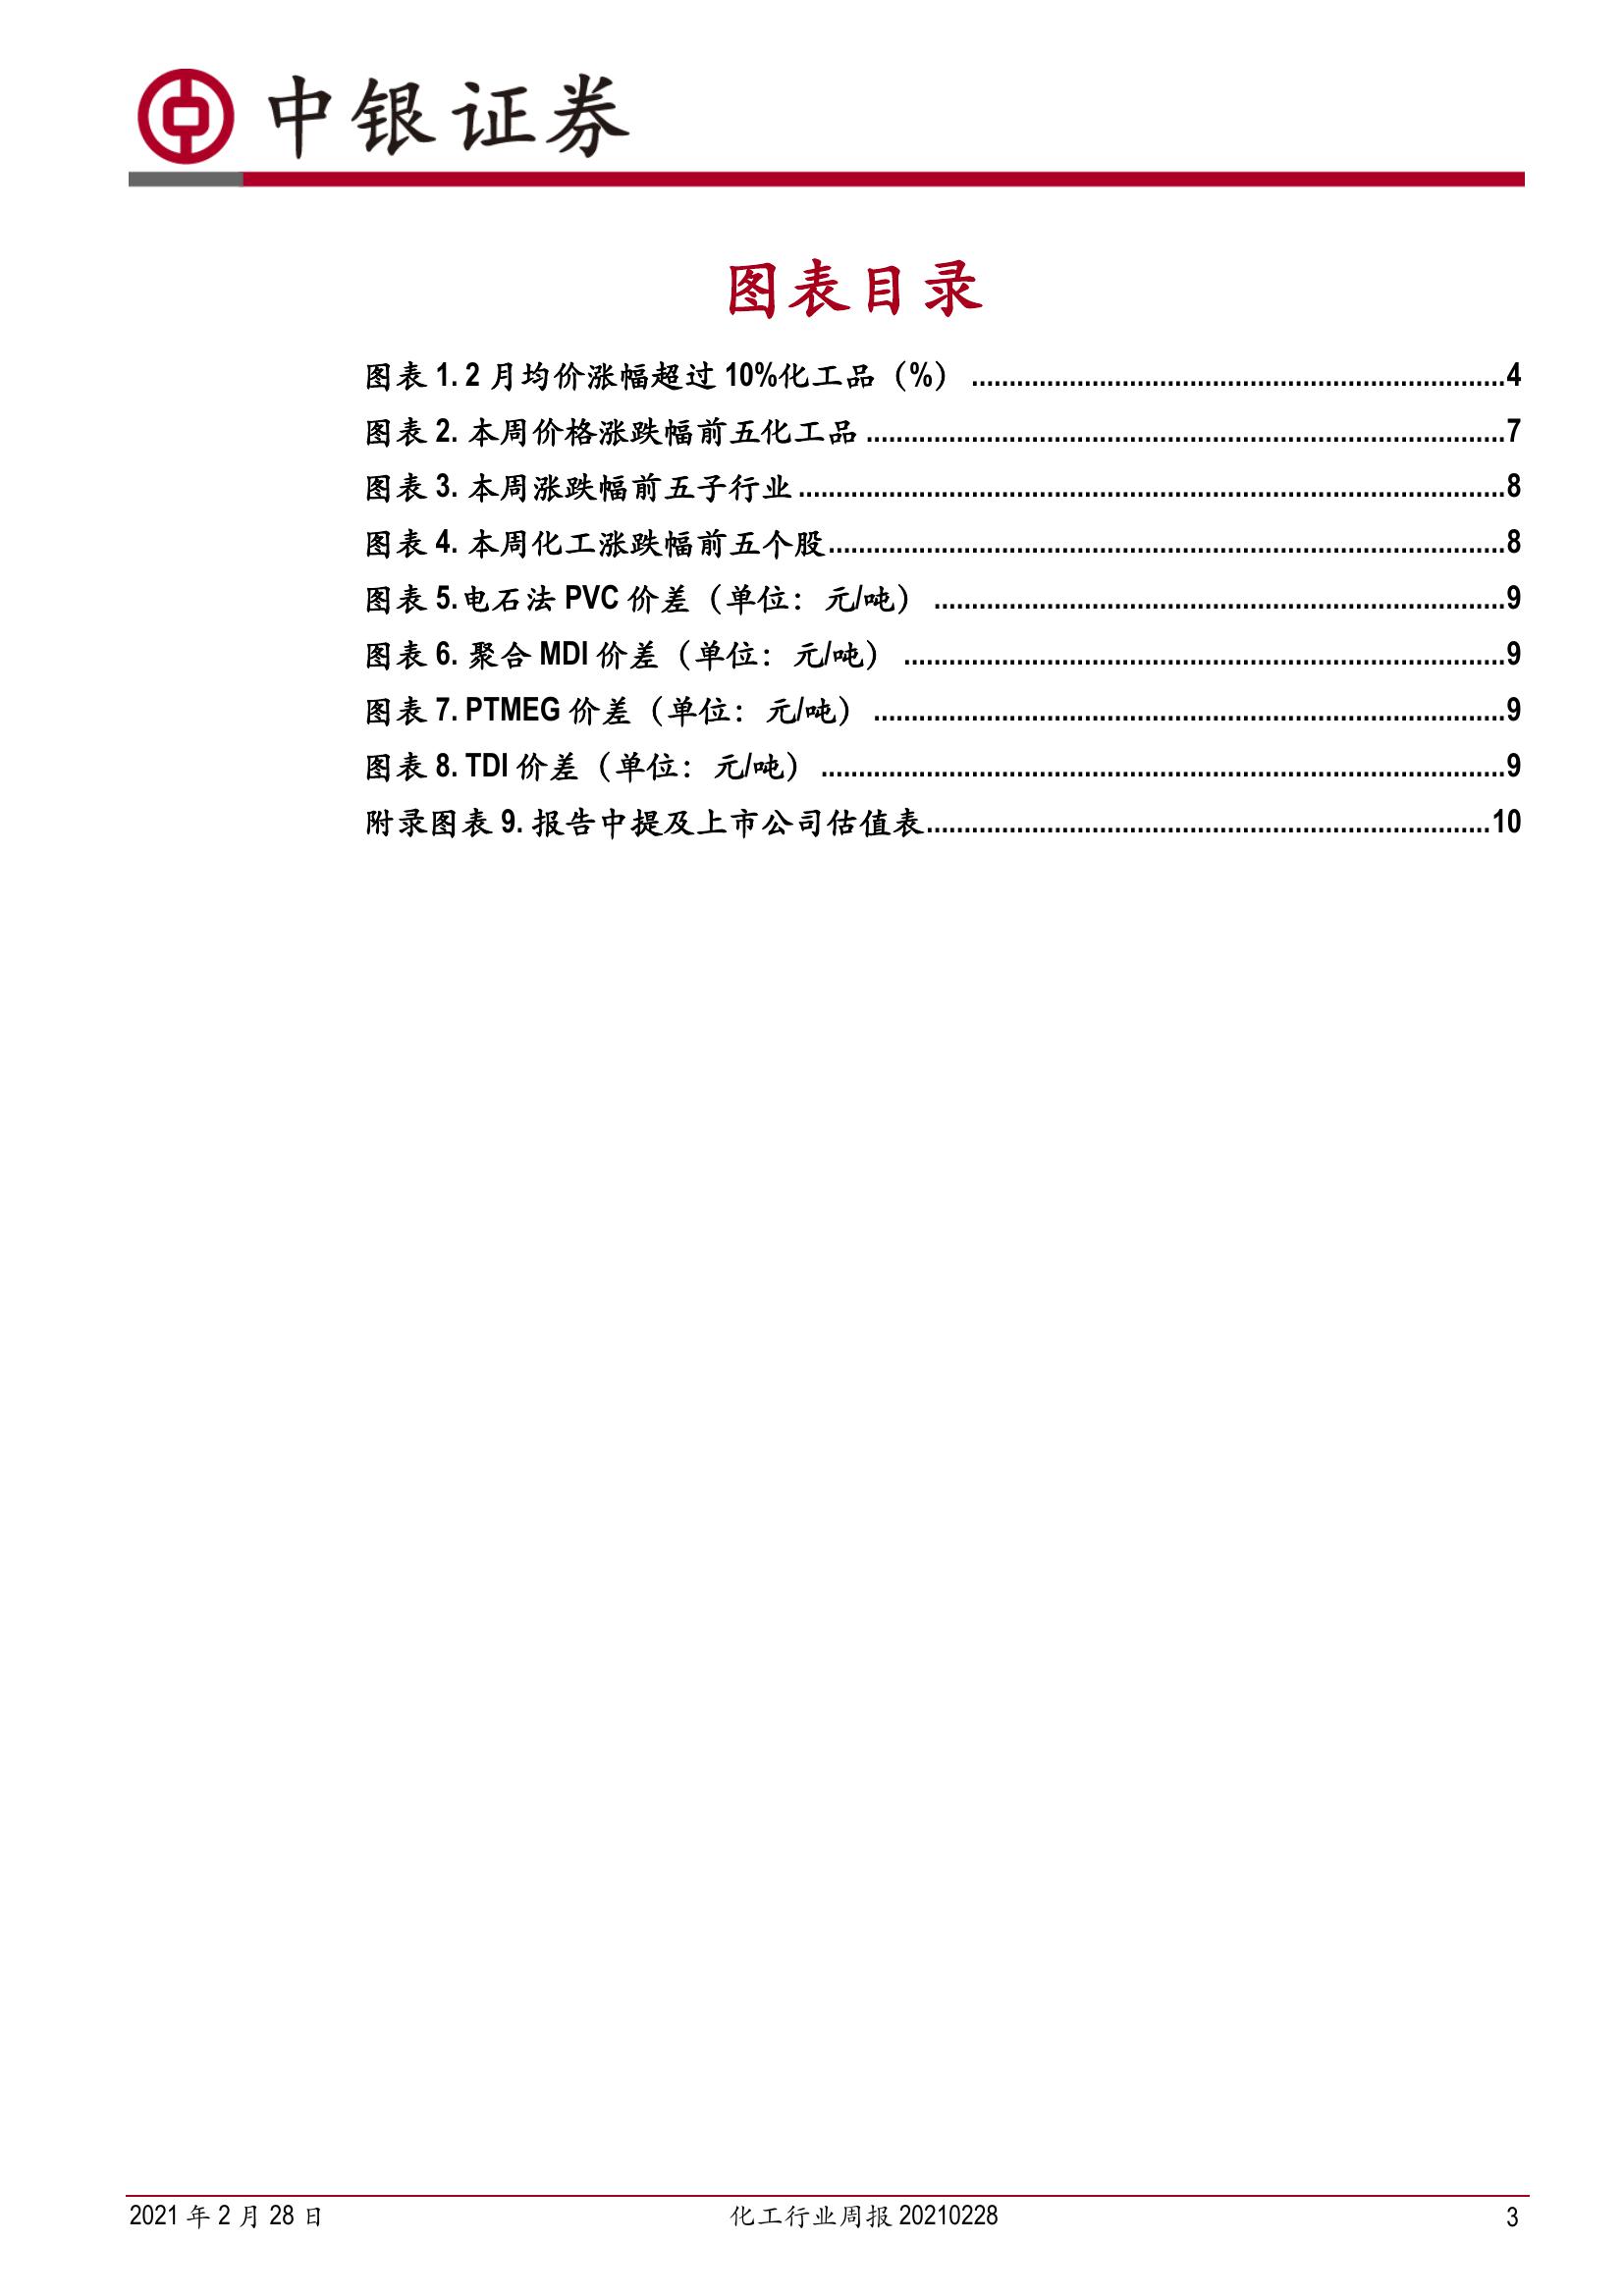 中银证券
图表目录
图表 1. 2 月均价涨幅超过 10%化工品（%） ........................................................................4
图表 2. 本周价格涨跌幅前五化工品 ......................................................................................7
图表 3. 本周涨跌幅前五子行业 ...............................................................................................8
图表 4. 本周化工涨跌幅前五个股...........................................................................................8
图表 5.电石法 PVC 价差（单位：元/吨） .............................................................................9
图表 6. 聚合 MDI 价差（单位：元/吨） .................................................................................9
图表 7. PTMEG 价差（单位：元/吨） .....................................................................................9
图表 8. TDI 价差（单位：元/吨） ............................................................................................9
附录图表 9. 报告中提及上市公司估值表............................................................................10
2021 年 2 月 28 日
化工行业周报 20210228
3